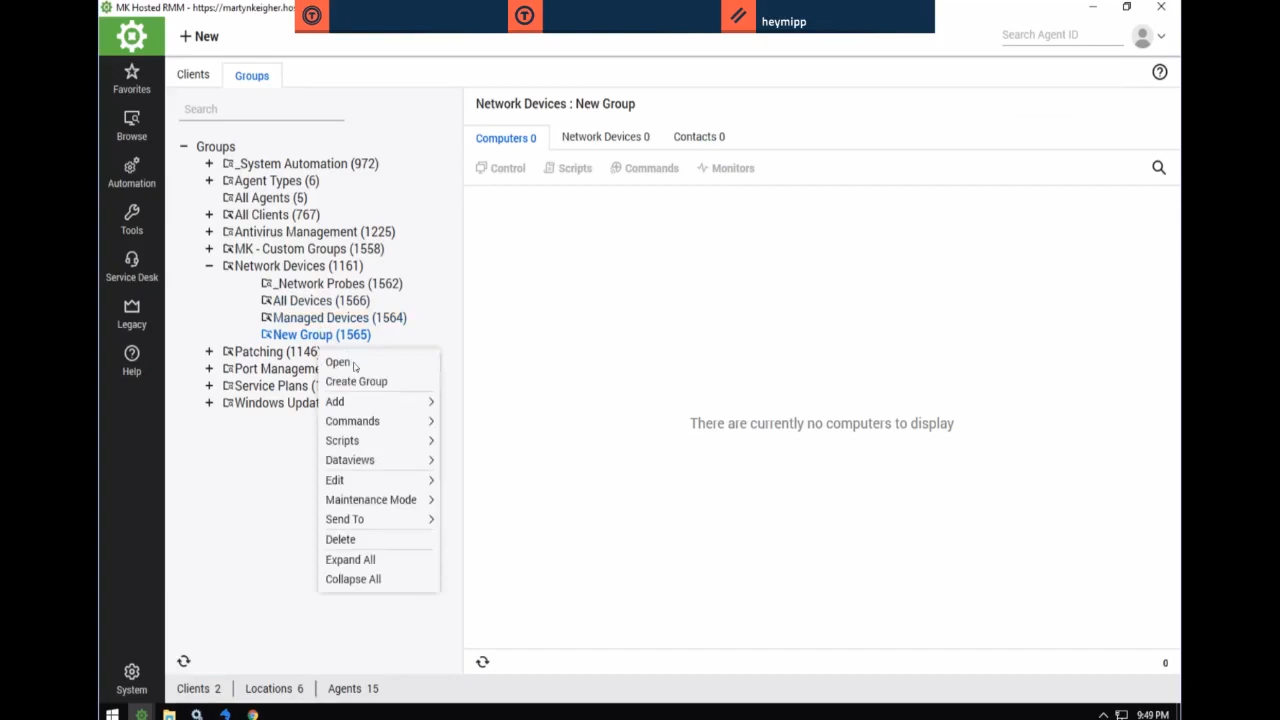 MK Hosted RMM - https://martynkeigher.ho
heymipp
+ New
Search Agent ID
Favorites
Browse
Automation
Tools
Service Desk
Legacy
Help
System
Clients
Groups
Search
Groups
_System Automation (972)
Agent Types (6)
All Agents (5)
All Clients (767)
Antivirus Management (1225)
MK - Custom Groups (1558)
Network Devices (1161)
_Network Probes (1562)
All Devices (1566)
Managed Devices (1564)
New Group (1565)
Patching (1146)
Port Manageme
Service Plans (
Windows Updat
Open
Create Group
Add
Commands
Scripts
Dataviews
Edit
Maintenance Mode
Send To
Delete
Expand All
Collapse All
Network Devices : New Group
Computers 0 Network Devices 0 Contacts 0
Control Scripts Commands Monitors
There are currently no computers to display
0
Clients 2 | Locations 6 | Agents 15
9:49 PM